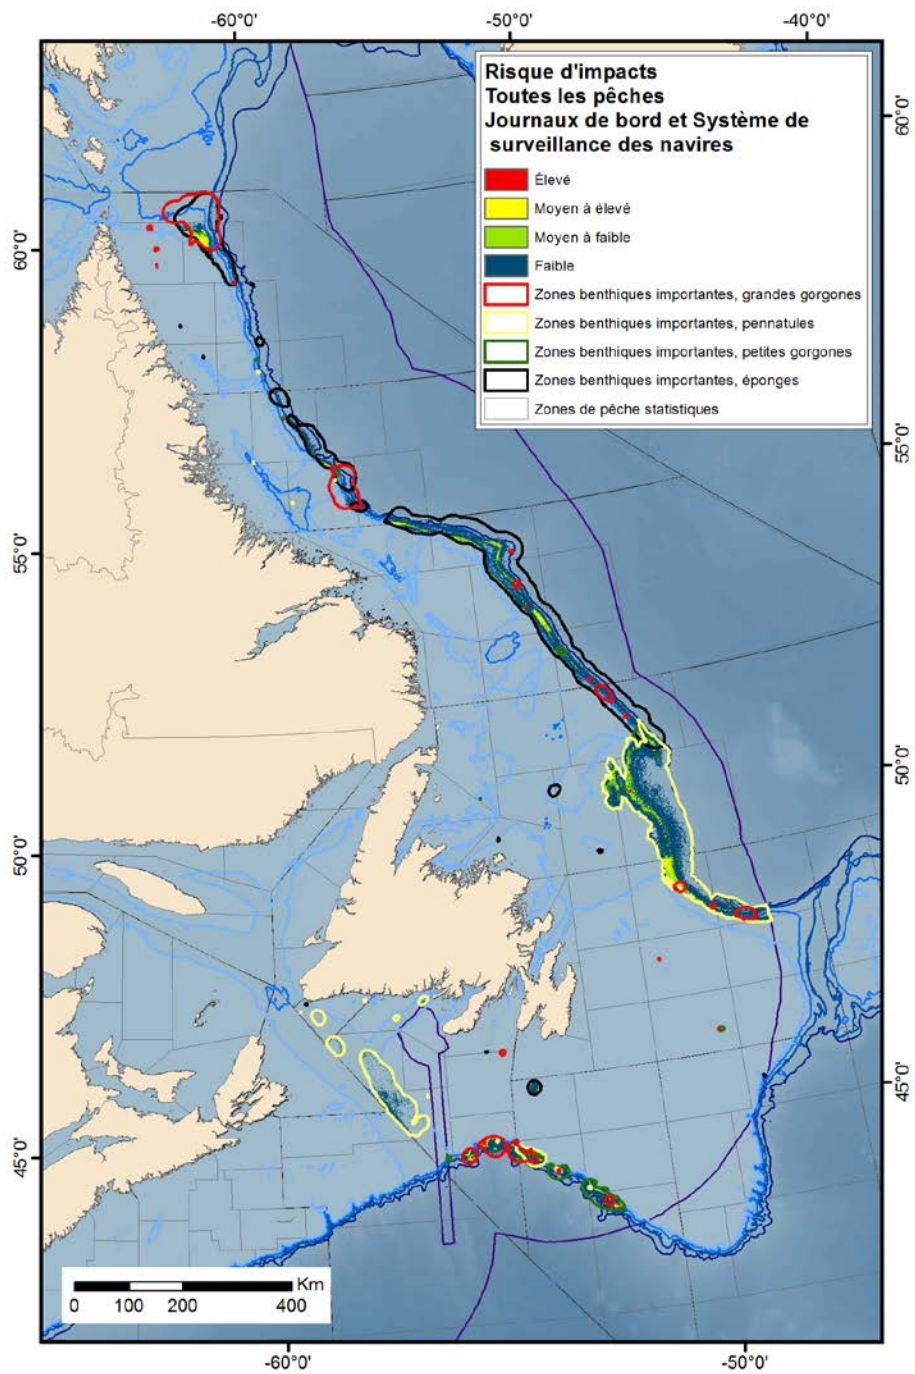 -60°0'
-50°0'
-40°0'
Risque d'impacts
Toutes les pêches
Journaux de bord et Système de
surveillance des navires
Élevé
Moyen à élevé
Moyen à faible
Faible
Zones benthiques importantes, grandes gorgones
Zones benthiques importantes, pennatules
Zones benthiques importantes, petites gorgones
Zones benthiques importantes, éponges
Zones de pêche statistiques
60°0'
60°0'
55°0'
55°0'
50°0'
50°0'
45°0'
45°0'
Km
0 100 200 400
-60°0'
-50°0'